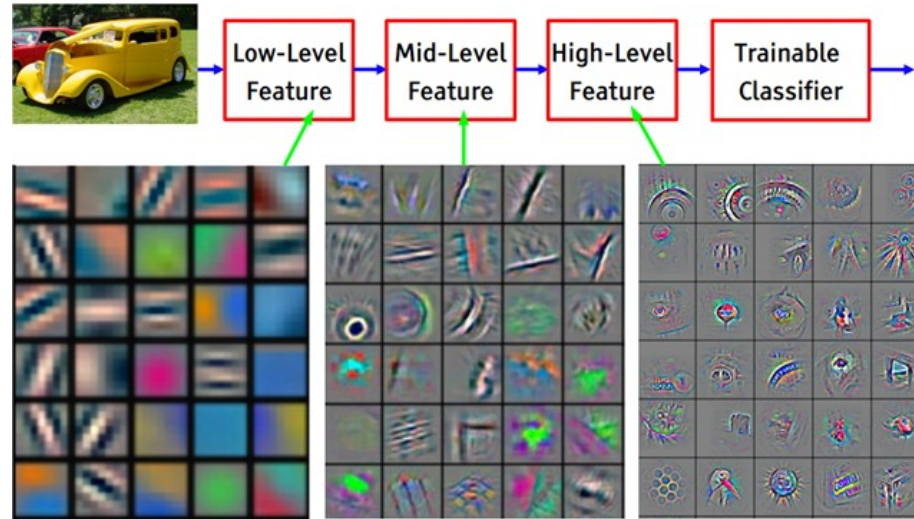 Low-Level
Feature
Mid-Level
Feature
High-Level
Feature
Trainable
Classifier